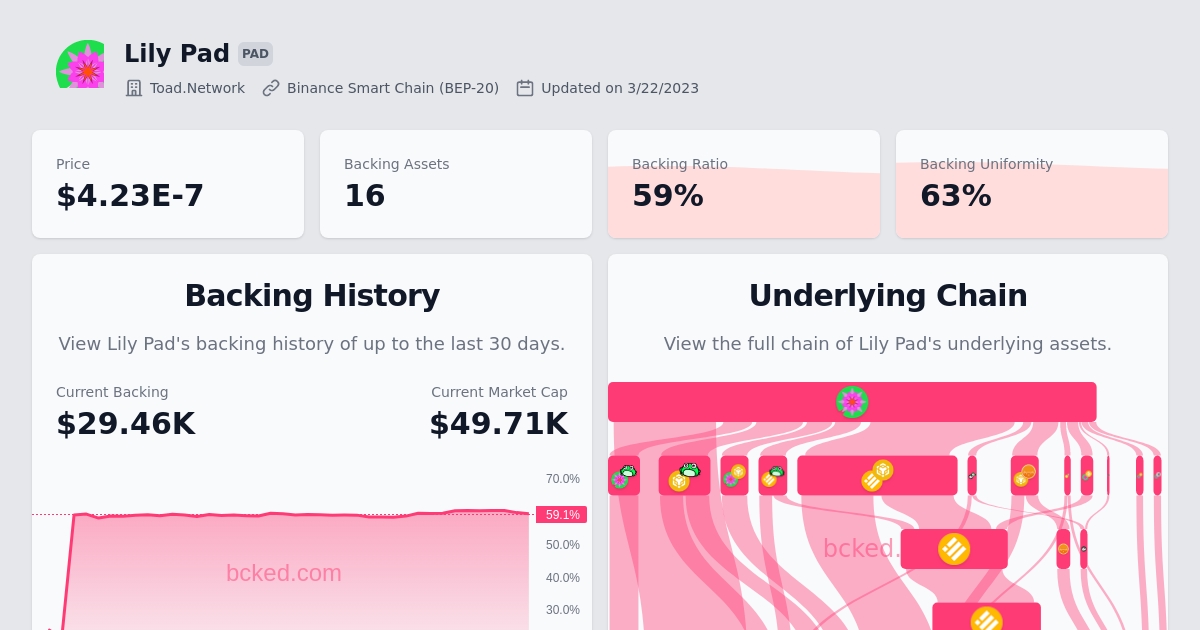 Lily Pad PAD
Toad.Network Binance Smart Chain (BEP-20) Updated on 3/22/2023
Price
$4.23E-7
Backing Assets
16
Backing Ratio
59%
Backing Uniformity
63%
Backing History
View Lily Pad's backing history of up to the last 30 days.
Current Backing
$29.46K
Current Market Cap
$49.71K
70.0%
59.1%
50.0%
40.0%
30.0%
bcked.com
Underlying Chain
View the full chain of Lily Pad's underlying assets.
bcked.